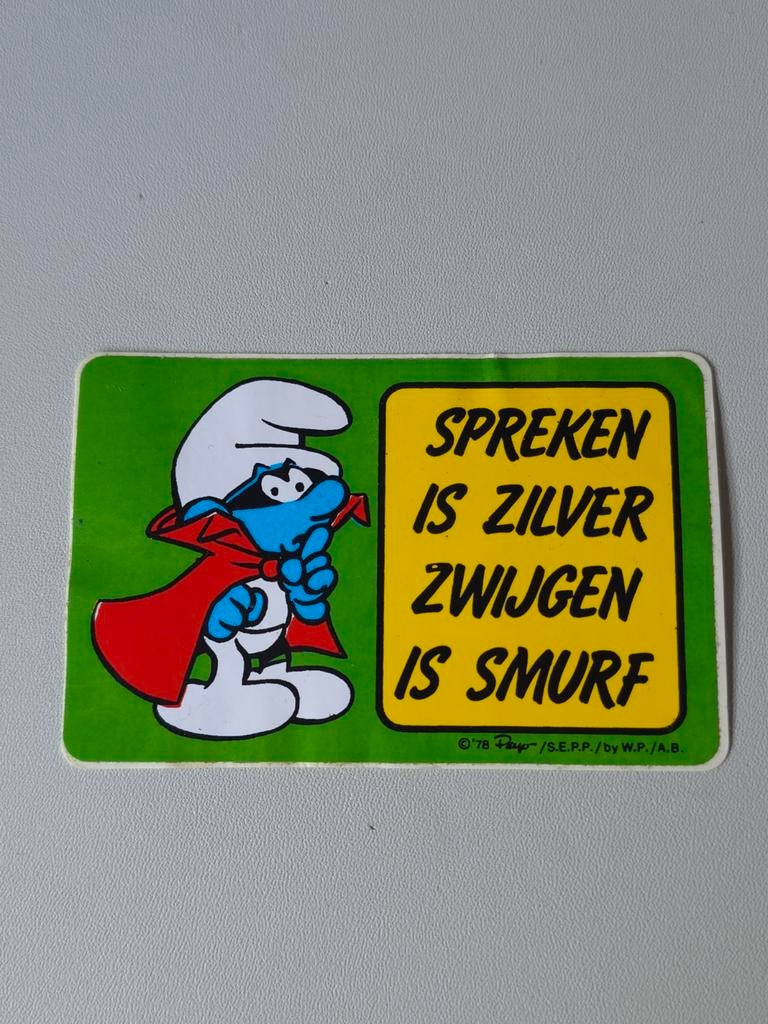 SPREKEN
IS ZILVER
ZWIJGEN
IS SMURF
©'78 Peyo /S.E.P.P./by W.P./A.B.